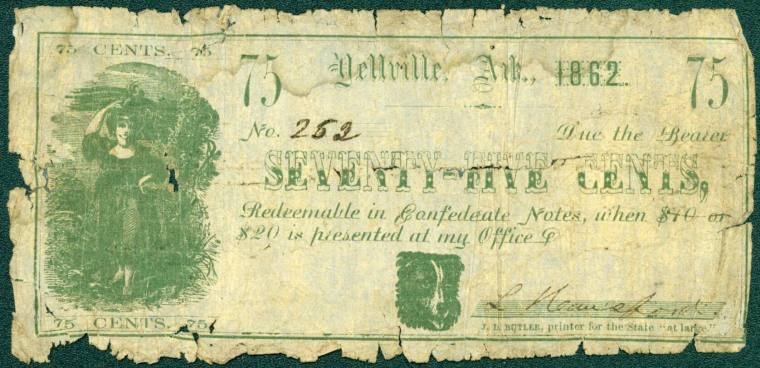 75 CENTS. 75
75 Yellville, Ark., 1862. 75
No. 252 Due the Bearer
SEVENTY-FIVE CENTS,
Redeemable in Confedeate Notes, when $10 or
$20 is presented at my Office
75 CENTS. 75
J. D. BUTLER, printer for the State "at large"